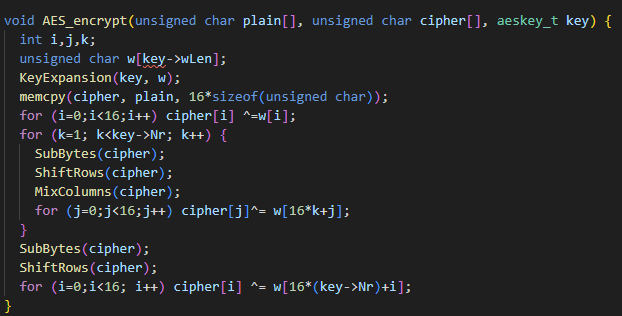 void AES_encrypt(unsigned char plain[], unsigned char cipher[], aeskey_t key) {
  int i,j,k;
  unsigned char w[key->wLen];
  KeyExpansion(key, w);
  memcpy(cipher, plain, 16*sizeof(unsigned char));
  for (i=0;i<16;i++) cipher[i] ^=w[i];
  for (k=1; k<key->Nr; k++) {
    SubBytes(cipher);
    ShiftRows(cipher);
    MixColumns(cipher);
    for (j=0;j<16;j++) cipher[j]^= w[16*k+j];
  }
  SubBytes(cipher);
  ShiftRows(cipher);
  for (i=0;i<16; i++) cipher[i] ^= w[16*(key->Nr)+i];
}